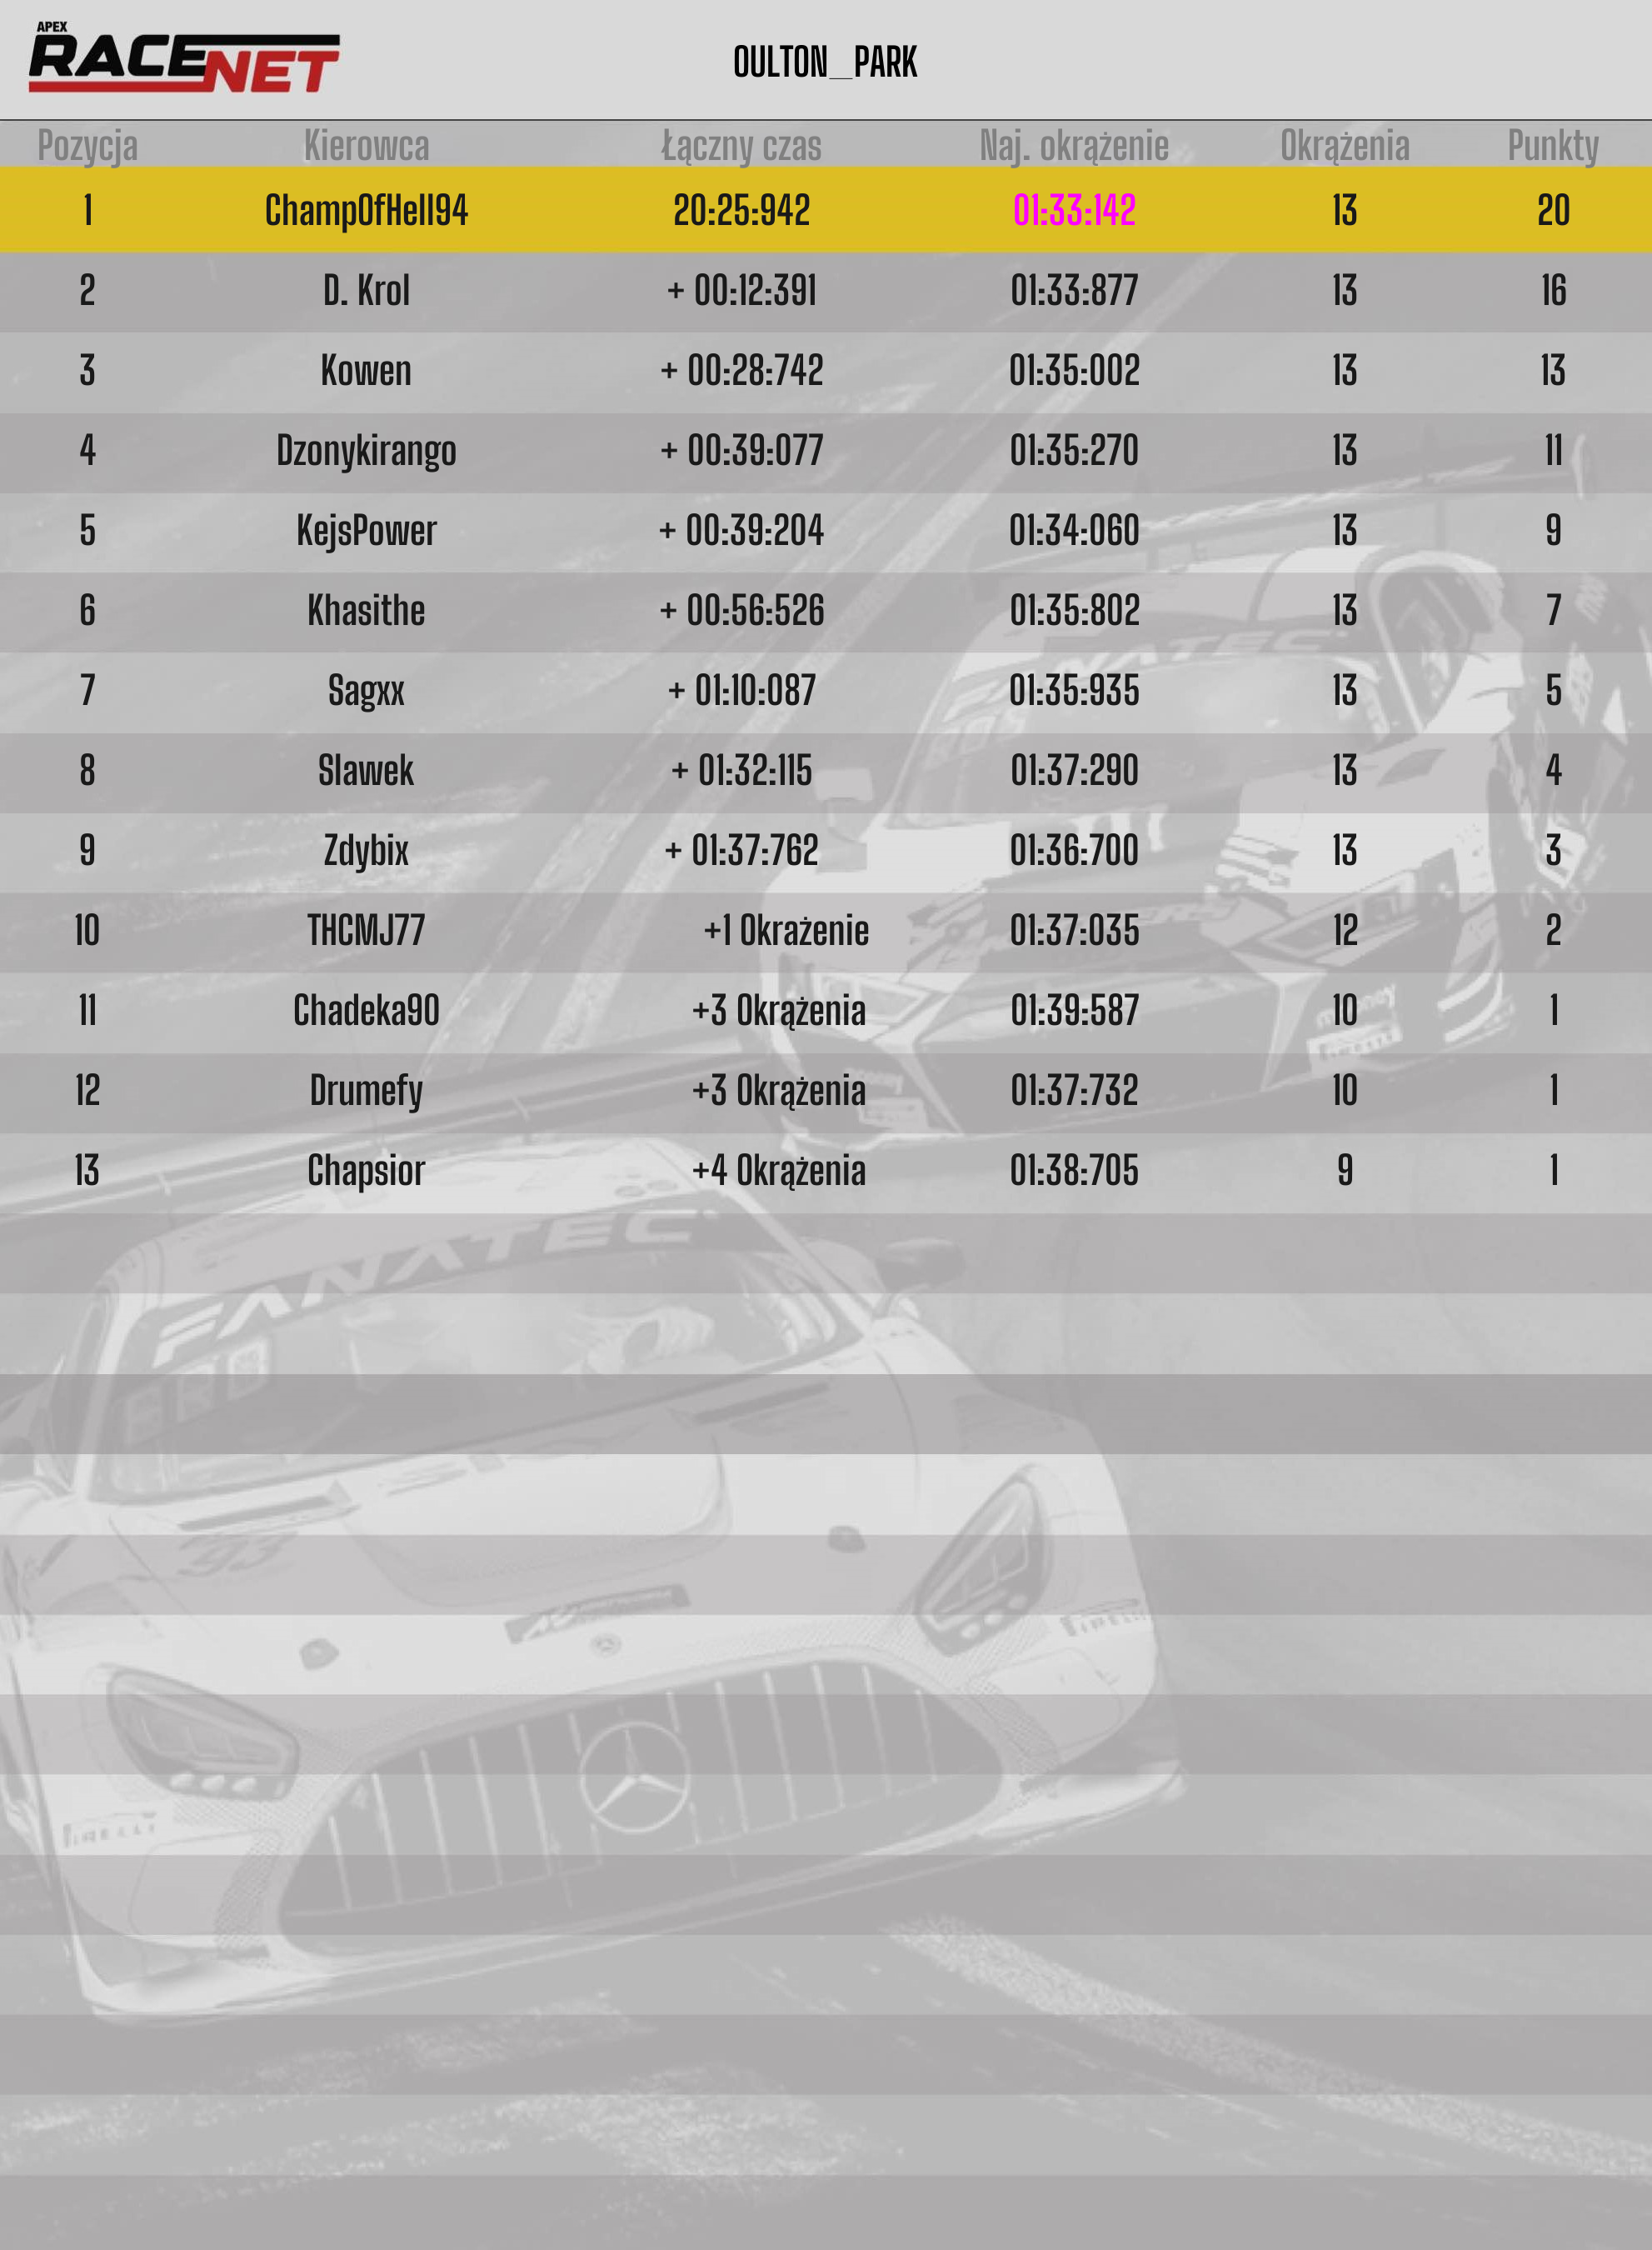 APEX
RACENET
OULTON_PARK
Pozycja Kierowca Łączny czas Naj. okrążenie Okrążenia Punkty
1 ChampOfHell94 20:25:942 01:33:142 13 20
2 D. Krol + 00:12:391 01:33:877 13 16
3 Kowen + 00:28:742 01:35:002 13 13
4 Dzonykirango + 00:39:077 01:35:270 13 11
5 KejsPower + 00:39:204 01:34:060 13 9
6 Khasithe + 00:56:526 01:35:802 13 7
FANATEC
7 Sagxx + 01:10:087 01:35:935 13 5
8 Slawek + 01:32:115 01:37:290 13 4
9 Zdybix + 01:37:762 01:36:700 13 3
10 THCMJ77 +1 Okrażenie 01:37:035 12 2
11 Chadeka90 +3 Okrążenia 01:39:587 10 1
12 Drumefy +3 Okrążenia 01:37:732 10 1
13 Chapsior +4 Okrążenia 01:38:705 9 1
FANATEC
PIRELLI
PIRELLI